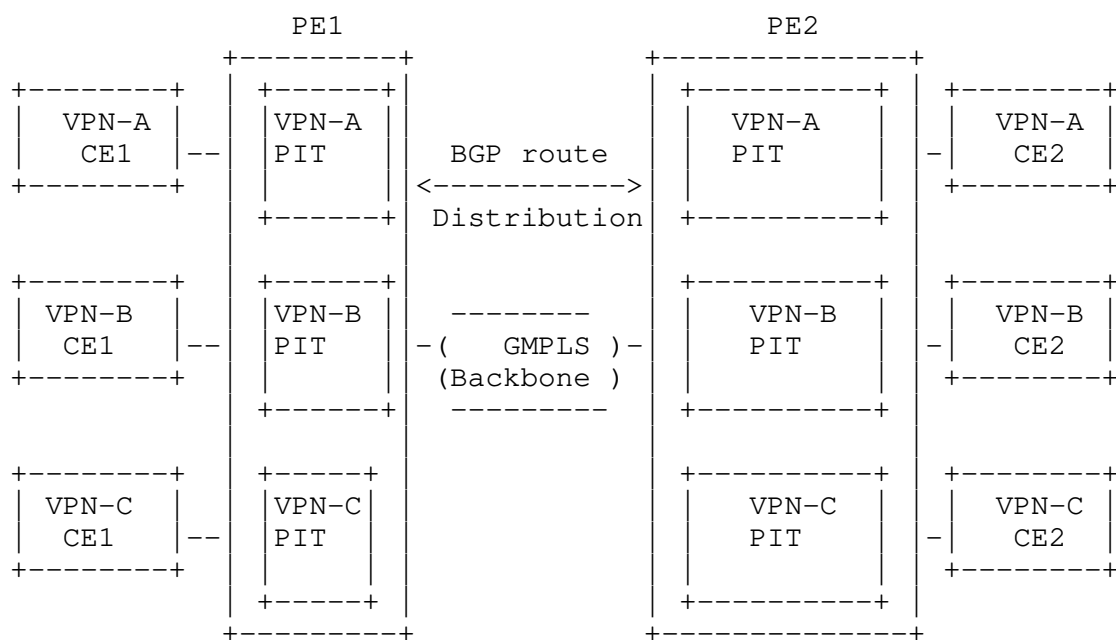 PE1 PE2
VPN-A VPN-A VPN-A VPN-A
CE1 PIT BGP route PIT CE2
Distribution
VPN-B VPN-B VPN-B VPN-B
CE1 PIT ( GMPLS ) PIT CE2
(Backbone )
VPN-C VPN-C VPN-C VPN-C
CE1 PIT PIT CE2